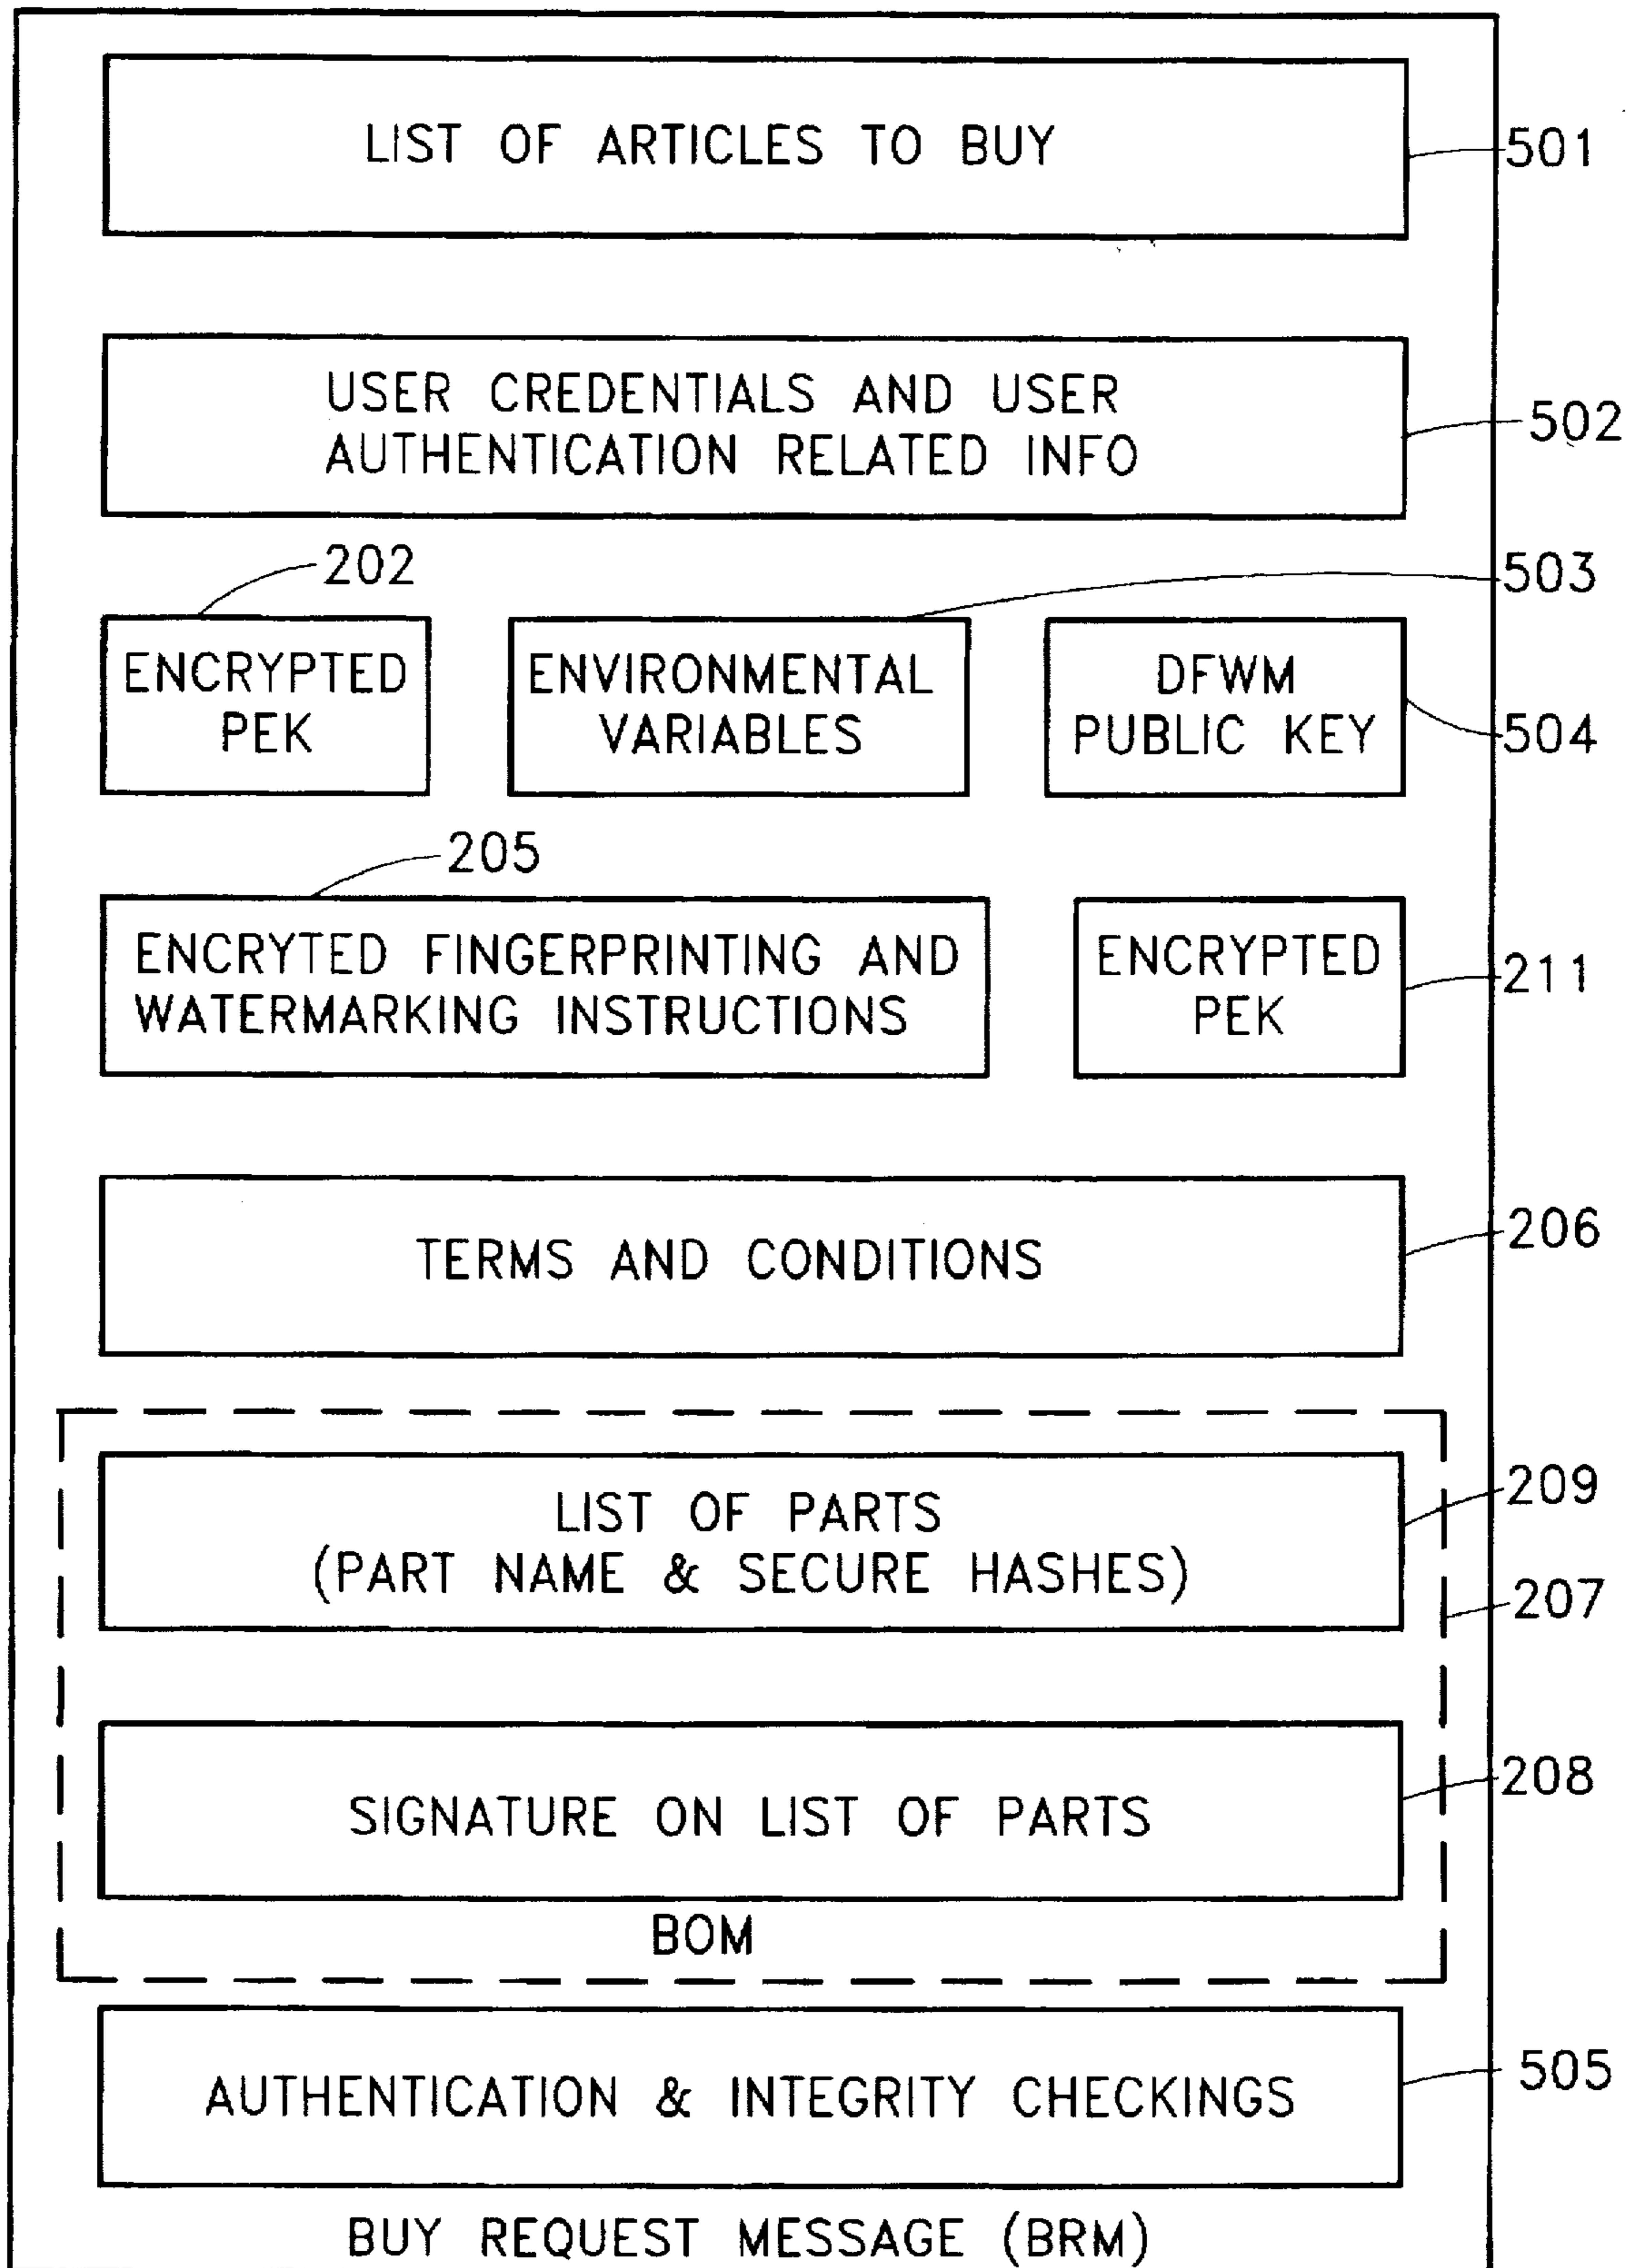 LIST OF ARTICLES TO BUY
501
USER CREDENTIALS AND USER
AUTHENTICATION RELATED INFO
502
202
503
ENCRYPTED
PEK
ENVIRONMENTAL
VARIABLES
DFWM
PUBLIC KEY
504
205
ENCRYTED FINGERPRINTING AND
WATERMARKING INSTRUCTIONS
ENCRYPTED
PEK
211
TERMS AND CONDITIONS
206
LIST OF PARTS
(PART NAME & SECURE HASHES)
209
207
SIGNATURE ON LIST OF PARTS
208
BOM
AUTHENTICATION & INTEGRITY CHECKINGS
505
BUY REQUEST MESSAGE (BRM)